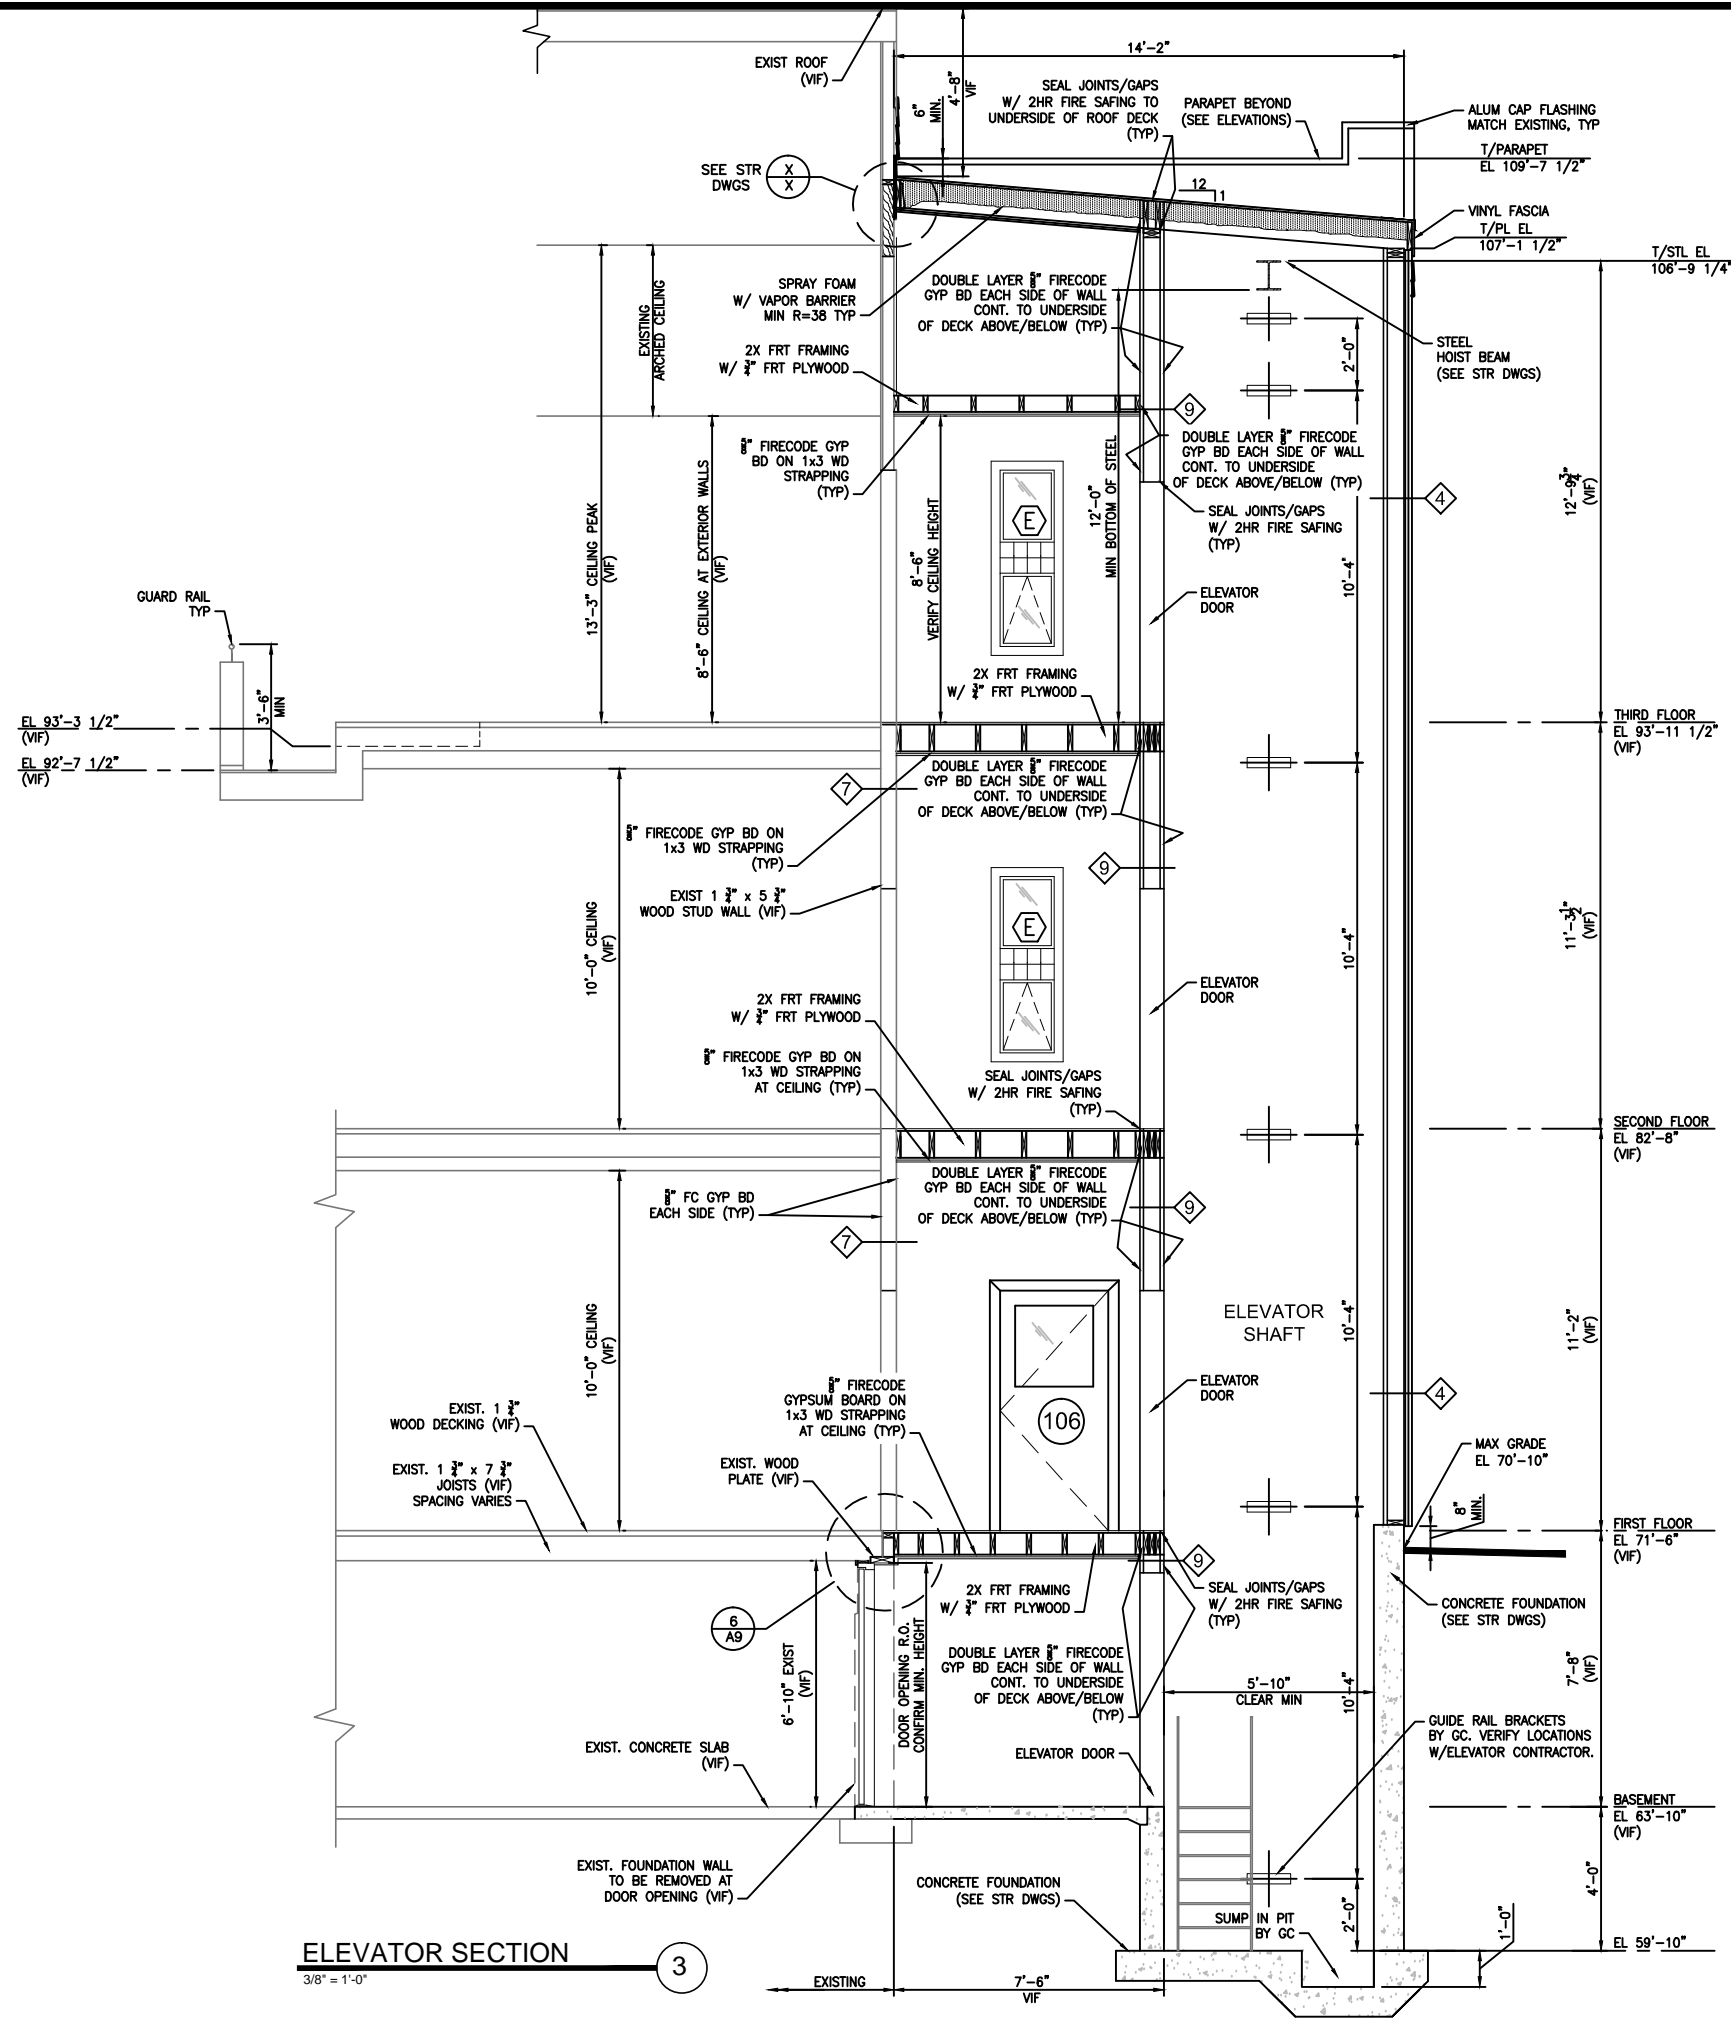 EXIST ROOF
(VIF)
6"
MIN.
4'-8"
VIF
14'-2"
SEAL JOINTS/GAPS
W/ 2HR FIRE SAFING TO
UNDERSIDE OF ROOF DECK
(TYP)
PARAPET BEYOND
(SEE ELEVATIONS)
ALUM CAP FLASHING
MATCH EXISTING, TYP
T/PARAPET
EL 109'-7 1/2"
SEE STR
DWGS
X
X
12
1
VINYL FASCIA
T/PL EL
107'-1 1/2"
T/STL EL
106'-9 1/4"
EXISTING
ARCHED CEILING
SPRAY FOAM
W/ VAPOR BARRIER
MIN R=38 TYP
DOUBLE LAYER 5/8" FIRECODE
GYP BD EACH SIDE OF WALL
CONT. TO UNDERSIDE
OF DECK ABOVE/BELOW (TYP)
2'-0"
STEEL
HOIST BEAM
(SEE STR DWGS)
2X FRT FRAMING
W/ 3/4" FRT PLYWOOD
9
5/8" FIRECODE GYP
BD ON 1x3 WD
STRAPPING
(TYP)
DOUBLE LAYER 5/8" FIRECODE
GYP BD EACH SIDE OF WALL
CONT. TO UNDERSIDE
OF DECK ABOVE/BELOW (TYP)
4
12'-9 3/4"
(VIF)
SEAL JOINTS/GAPS
W/ 2HR FIRE SAFING
(TYP)
E
13'-3" CEILING PEAK
(VIF)
8'-6" CEILING AT EXTERIOR WALLS
(VIF)
8'-6"
VERIFY CEILING HEIGHT
12'-0"
MIN BOTTOM OF STEEL
10'-4"
ELEVATOR
DOOR
GUARD RAIL
TYP
3'-6"
MIN
2X FRT FRAMING
W/ 3/4" FRT PLYWOOD
EL 93'-3 1/2"
(VIF)
EL 92'-7 1/2"
(VIF)
THIRD FLOOR
EL 93'-11 1/2"
(VIF)
7
DOUBLE LAYER 5/8" FIRECODE
GYP BD EACH SIDE OF WALL
CONT. TO UNDERSIDE
OF DECK ABOVE/BELOW (TYP)
5/8" FIRECODE GYP BD ON
1x3 WD STRAPPING
(TYP)
9
EXIST 1 3/4" x 5 3/4"
WOOD STUD WALL (VIF)
E
10'-0" CEILING
(VIF)
10'-4"
11'-3 1/2"
(VIF)
ELEVATOR
DOOR
2X FRT FRAMING
W/ 3/4" FRT PLYWOOD
5/8" FIRECODE GYP BD ON
1x3 WD STRAPPING
AT CEILING (TYP)
SEAL JOINTS/GAPS
W/ 2HR FIRE SAFING
(TYP)
SECOND FLOOR
EL 82'-8"
(VIF)
DOUBLE LAYER 5/8" FIRECODE
GYP BD EACH SIDE OF WALL
CONT. TO UNDERSIDE
OF DECK ABOVE/BELOW (TYP)
5/8" FC GYP BD
EACH SIDE (TYP)
9
7
ELEVATOR
SHAFT
10'-0" CEILING
(VIF)
10'-4"
11'-2"
(VIF)
5/8" FIRECODE
GYPSUM BOARD ON
1x3 WD STRAPPING
AT CEILING (TYP)
ELEVATOR
DOOR
4
106
EXIST. 1 3/4"
WOOD DECKING (VIF)
EXIST. 1 3/4" x 7 3/4"
JOISTS (VIF)
SPACING VARIES
EXIST. WOOD
PLATE (VIF)
MAX GRADE
EL 70'-10"
8"
MIN.
FIRST FLOOR
EL 71'-6"
(VIF)
9
2X FRT FRAMING
W/ 3/4" FRT PLYWOOD
SEAL JOINTS/GAPS
W/ 2HR FIRE SAFING
(TYP)
CONCRETE FOUNDATION
(SEE STR DWGS)
6
A9
6'-10" EXIST
(VIF)
DOOR OPENING R.O.
CONFIRM MIN. HEIGHT
DOUBLE LAYER 5/8" FIRECODE
GYP BD EACH SIDE OF WALL
CONT. TO UNDERSIDE
OF DECK ABOVE/BELOW
(TYP)
5'-10"
CLEAR MIN
10'-4"
7'-8"
(VIF)
GUIDE RAIL BRACKETS
BY GC. VERIFY LOCATIONS
W/ELEVATOR CONTRACTOR.
EXIST. CONCRETE SLAB
(VIF)
ELEVATOR DOOR
BASEMENT
EL 63'-10"
(VIF)
EXIST. FOUNDATION WALL
TO BE REMOVED AT
DOOR OPENING (VIF)
CONCRETE FOUNDATION
(SEE STR DWGS)
SUMP IN PIT
BY GC
2'-0"
4'-0"
1'-0"
EL 59'-10"
ELEVATOR SECTION
3/8" = 1'-0"
3
EXISTING
7'-6"
VIF